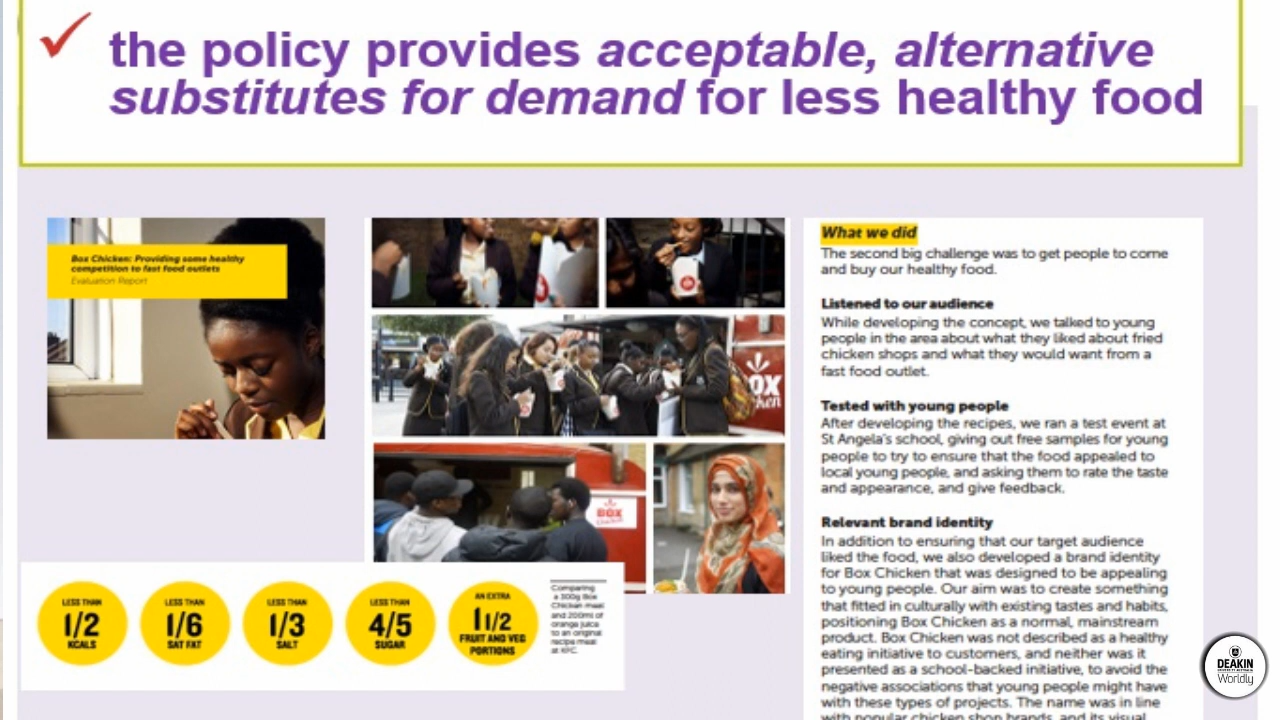 the policy provides acceptable, alternative
substitutes for demand for less healthy food
Box Chicken: Providing some healthy
competition to fast food outlets
Evaluation Report
BOX
Chicken
BOX
Chicken
LESS THAN
1/2
KCALS
LESS THAN
1/6
SAT FAT
LESS THAN
1/3
SALT
LESS THAN
4/5
SUGAR
AN EXTRA
1 1/2
FRUIT AND VEG
PORTIONS
Comparing
a 300g Box
Chicken meal
and 200ml of
orange juice
to an original
recipe meal
at KFC
What we did
The second big challenge was to get people to come
and buy our healthy food.
Listened to our audience
While developing the concept, we talked to young
people in the area about what they liked about fried
chicken shops and what they would want from a
fast food outlet.
Tested with young people
After developing the recipes, we ran a test event at
St Angela's school, giving out free samples for young
people to try to ensure that the food appealed to
local young people, and asking them to rate the taste
and appearance, and give feedback.
Relevant brand identity
In addition to ensuring that our target audience
liked the food, we also developed a brand identity
for Box Chicken that was designed to be appealing
to young people. Our aim was to create something
that fitted in culturally with existing tastes and habits,
positioning Box Chicken as a normal, mainstream
product. Box Chicken was not described as a healthy
eating initiative to customers, and neither was it
presented as a school-backed initiative, to avoid the
negative associations that young people might have
with these types of projects. The name was in line
with popular chicken shop brands, and its visual
DEAKIN
Worldly